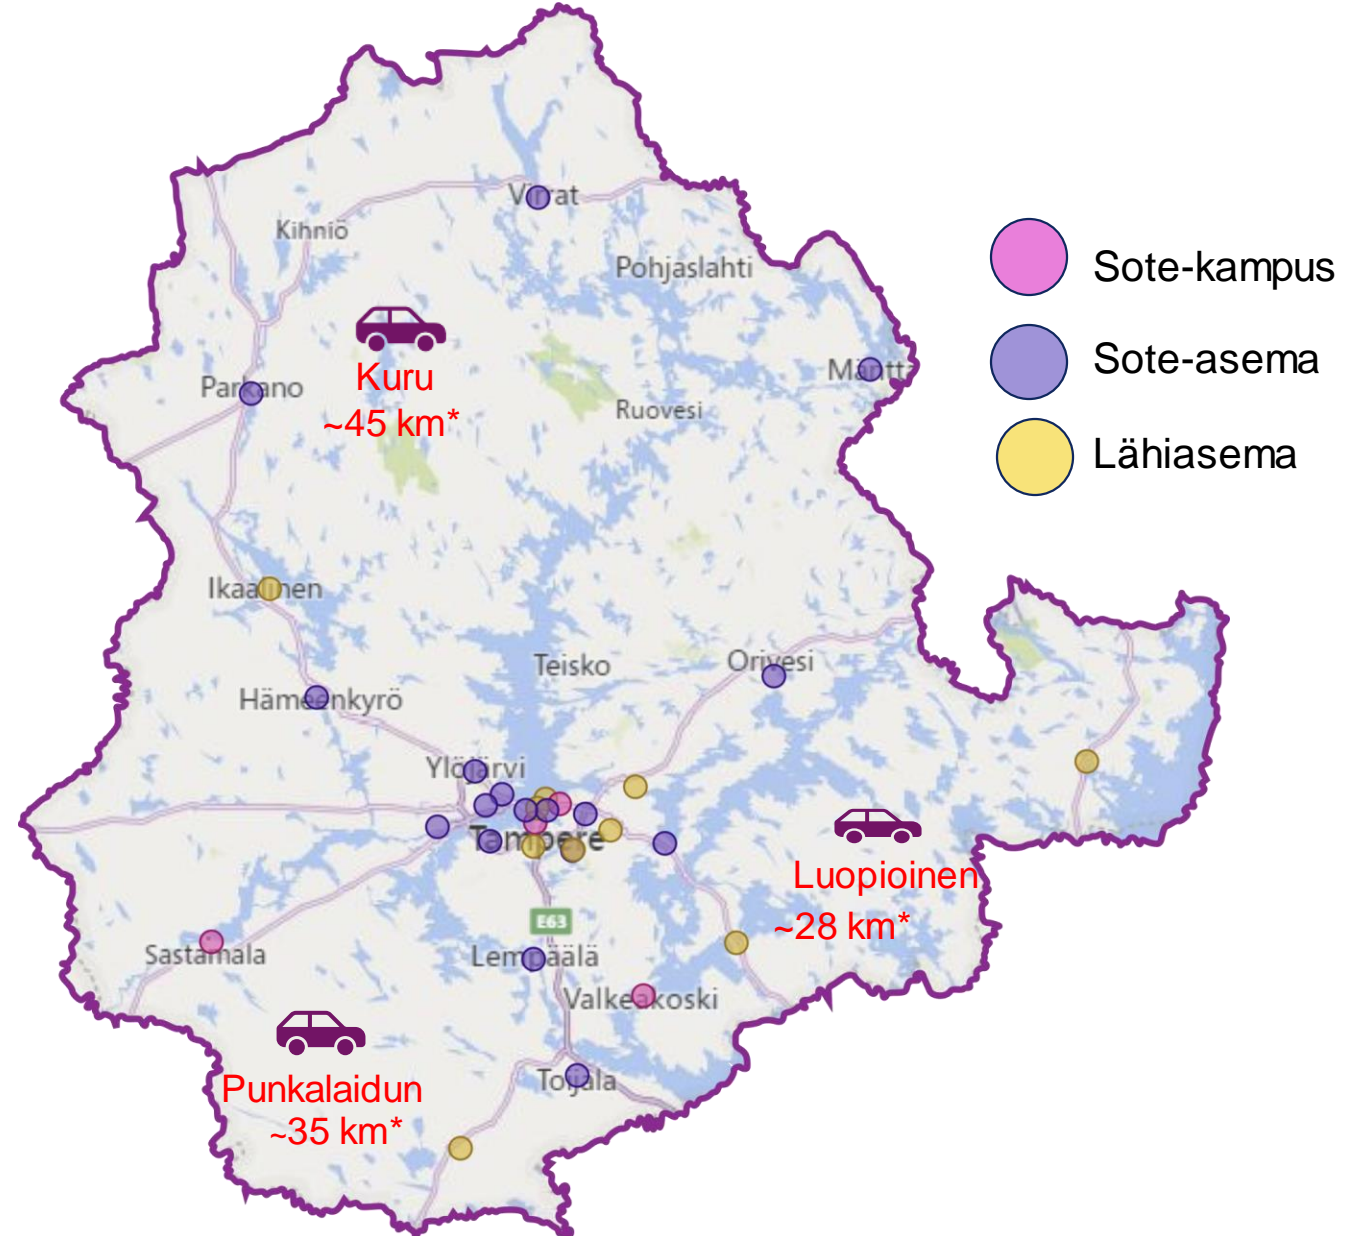 Virrat
Kihniö
Pohjaslahti
Sote-kampus
Sote-asema
Mänttä
Parkano
Kuru
~45 km*
Ruovesi
Lähiasema
Ikaalinen
Teisko
Orivesi
Hämeenkyrö
Ylöjärvi
Tampere
Luopioinen
~28 km*
E63
Sastamala
Lempäälä
Valkeakoski
Punkalaidun
~35 km*
Toijala